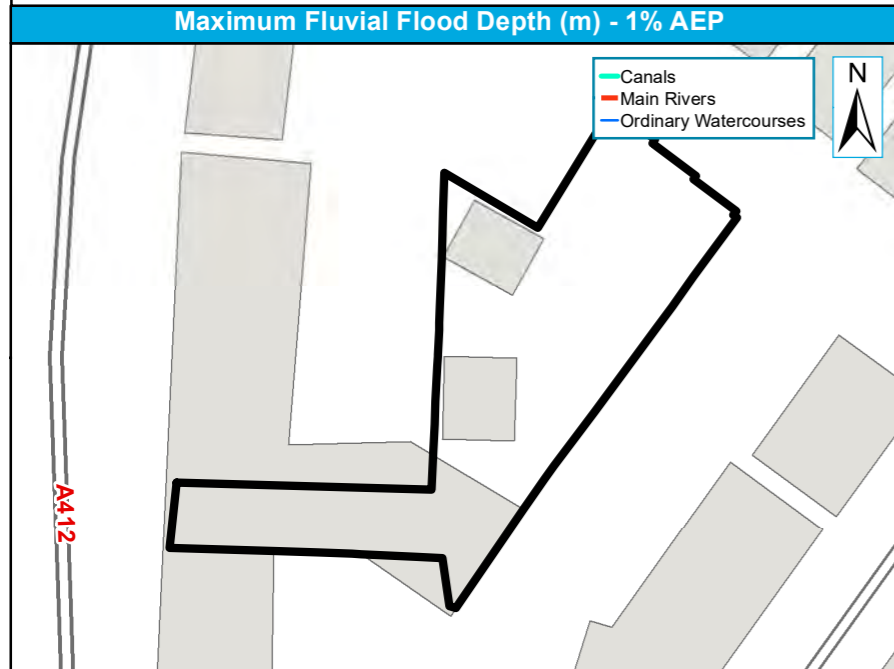 Maximum Fluvial Flood Depth (m) - 1% AEP
Canals
Main Rivers
Ordinary Watercourses
N
A412